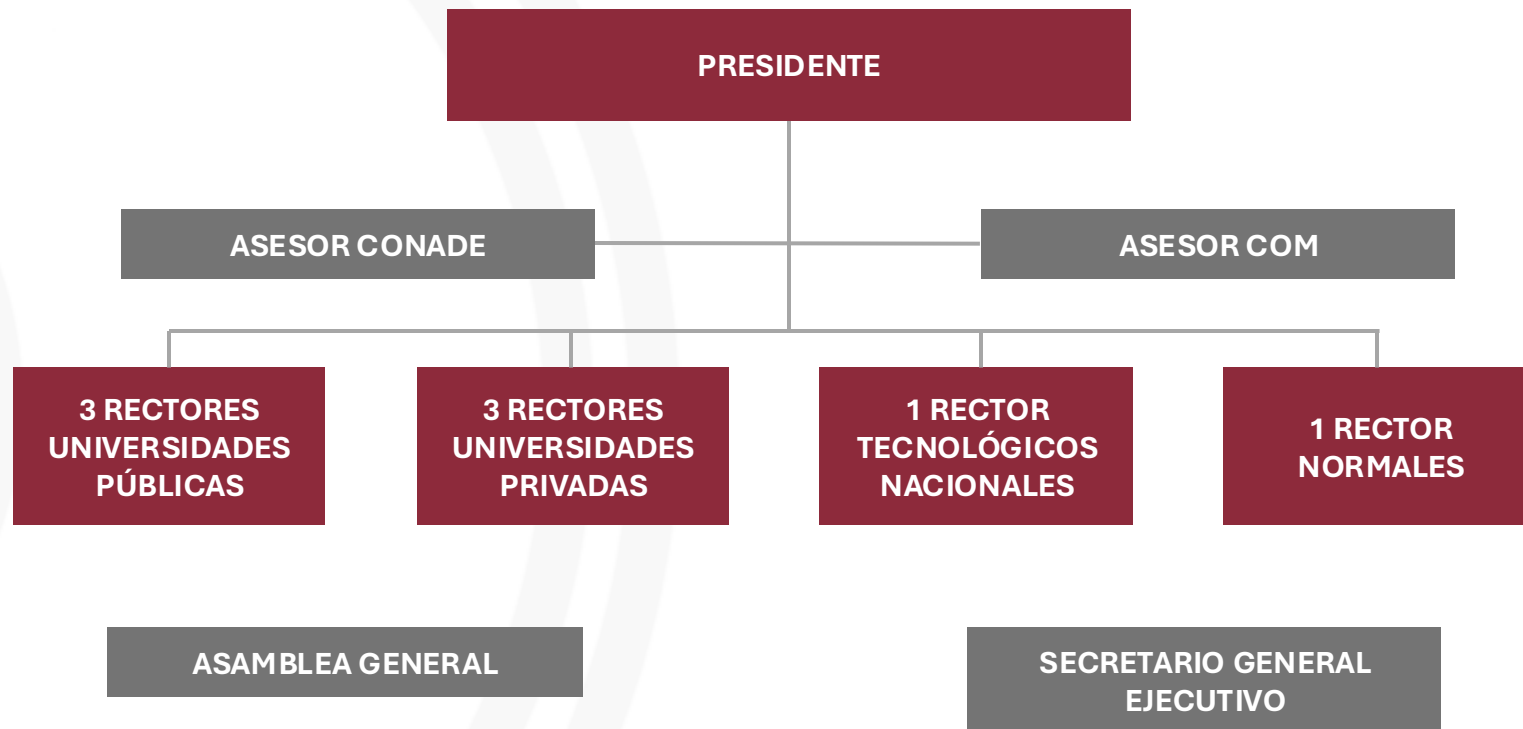 PRESIDENTE
ASESOR CONADE
ASESOR COM
3 RECTORES
UNIVERSIDADES
PÚBLICAS
3 RECTORES
UNIVERSIDADES
PRIVADAS
1 RECTOR
TECNOLÓGICOS
NACIONALES
1 RECTOR
NORMALES
ASAMBLEA GENERAL
SECRETARIO GENERAL
EJECUTIVO